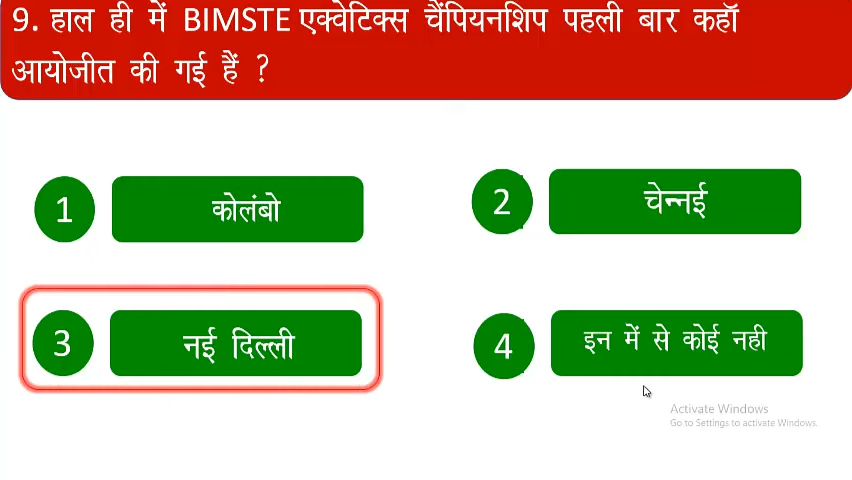 9. हाल ही में BIMSTE एक्वेटिक्स चैंपियनशिप पहली बार कहॉ
आयोजीत की गई हैं ?
1 कोलंबो
2 चेन्नई
3 नई दिल्ली
4 इन में से कोई नही
Activate Windows
Go to Settings to activate Windows.